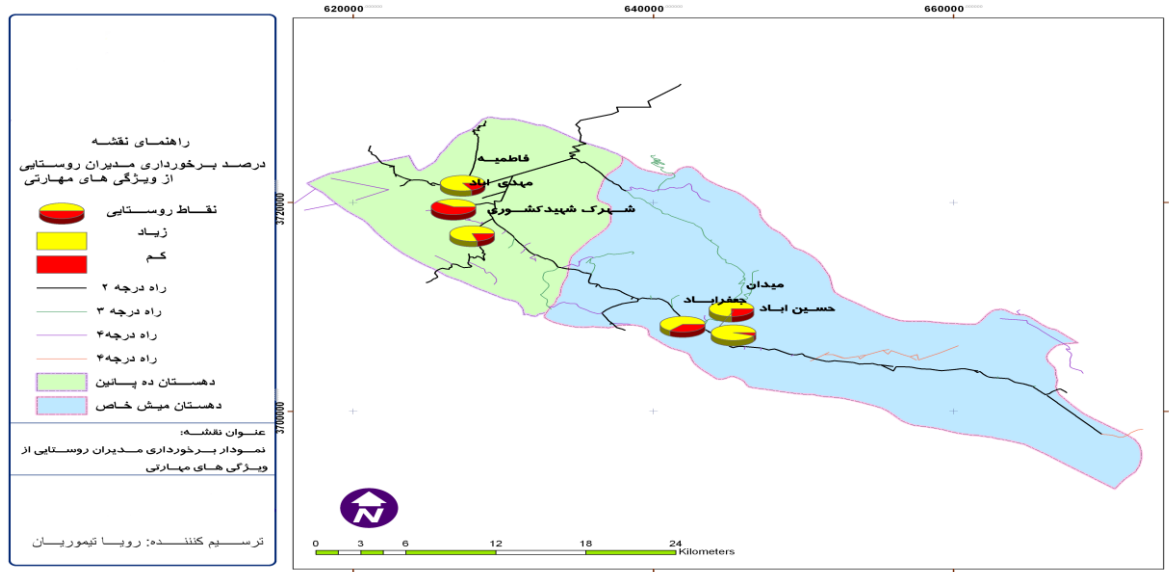 620000
640000
660000
3720000
3700000
راهنمای نقشه
درصد برخورداری مدیران روستایی
از ویژگی های مهارتی
نقاط روستایی
زیاد
کم
راه درجه ۲
راه درجه ۳
راه درجه۴
راه درجه۴
دهستان ده پائین
دهستان میش خاص
عنوان نقشه:
نمودار برخورداری مدیران روستایی از
ویژگی های مهارتی
ترسیم کننده: رویا تیموریان
فاطمیه
مهدی اباد
شهرک شهیدکشوری
میدان
جعفراباد
حسین اباد
N
0 3 6 12 18 24
Kilometers